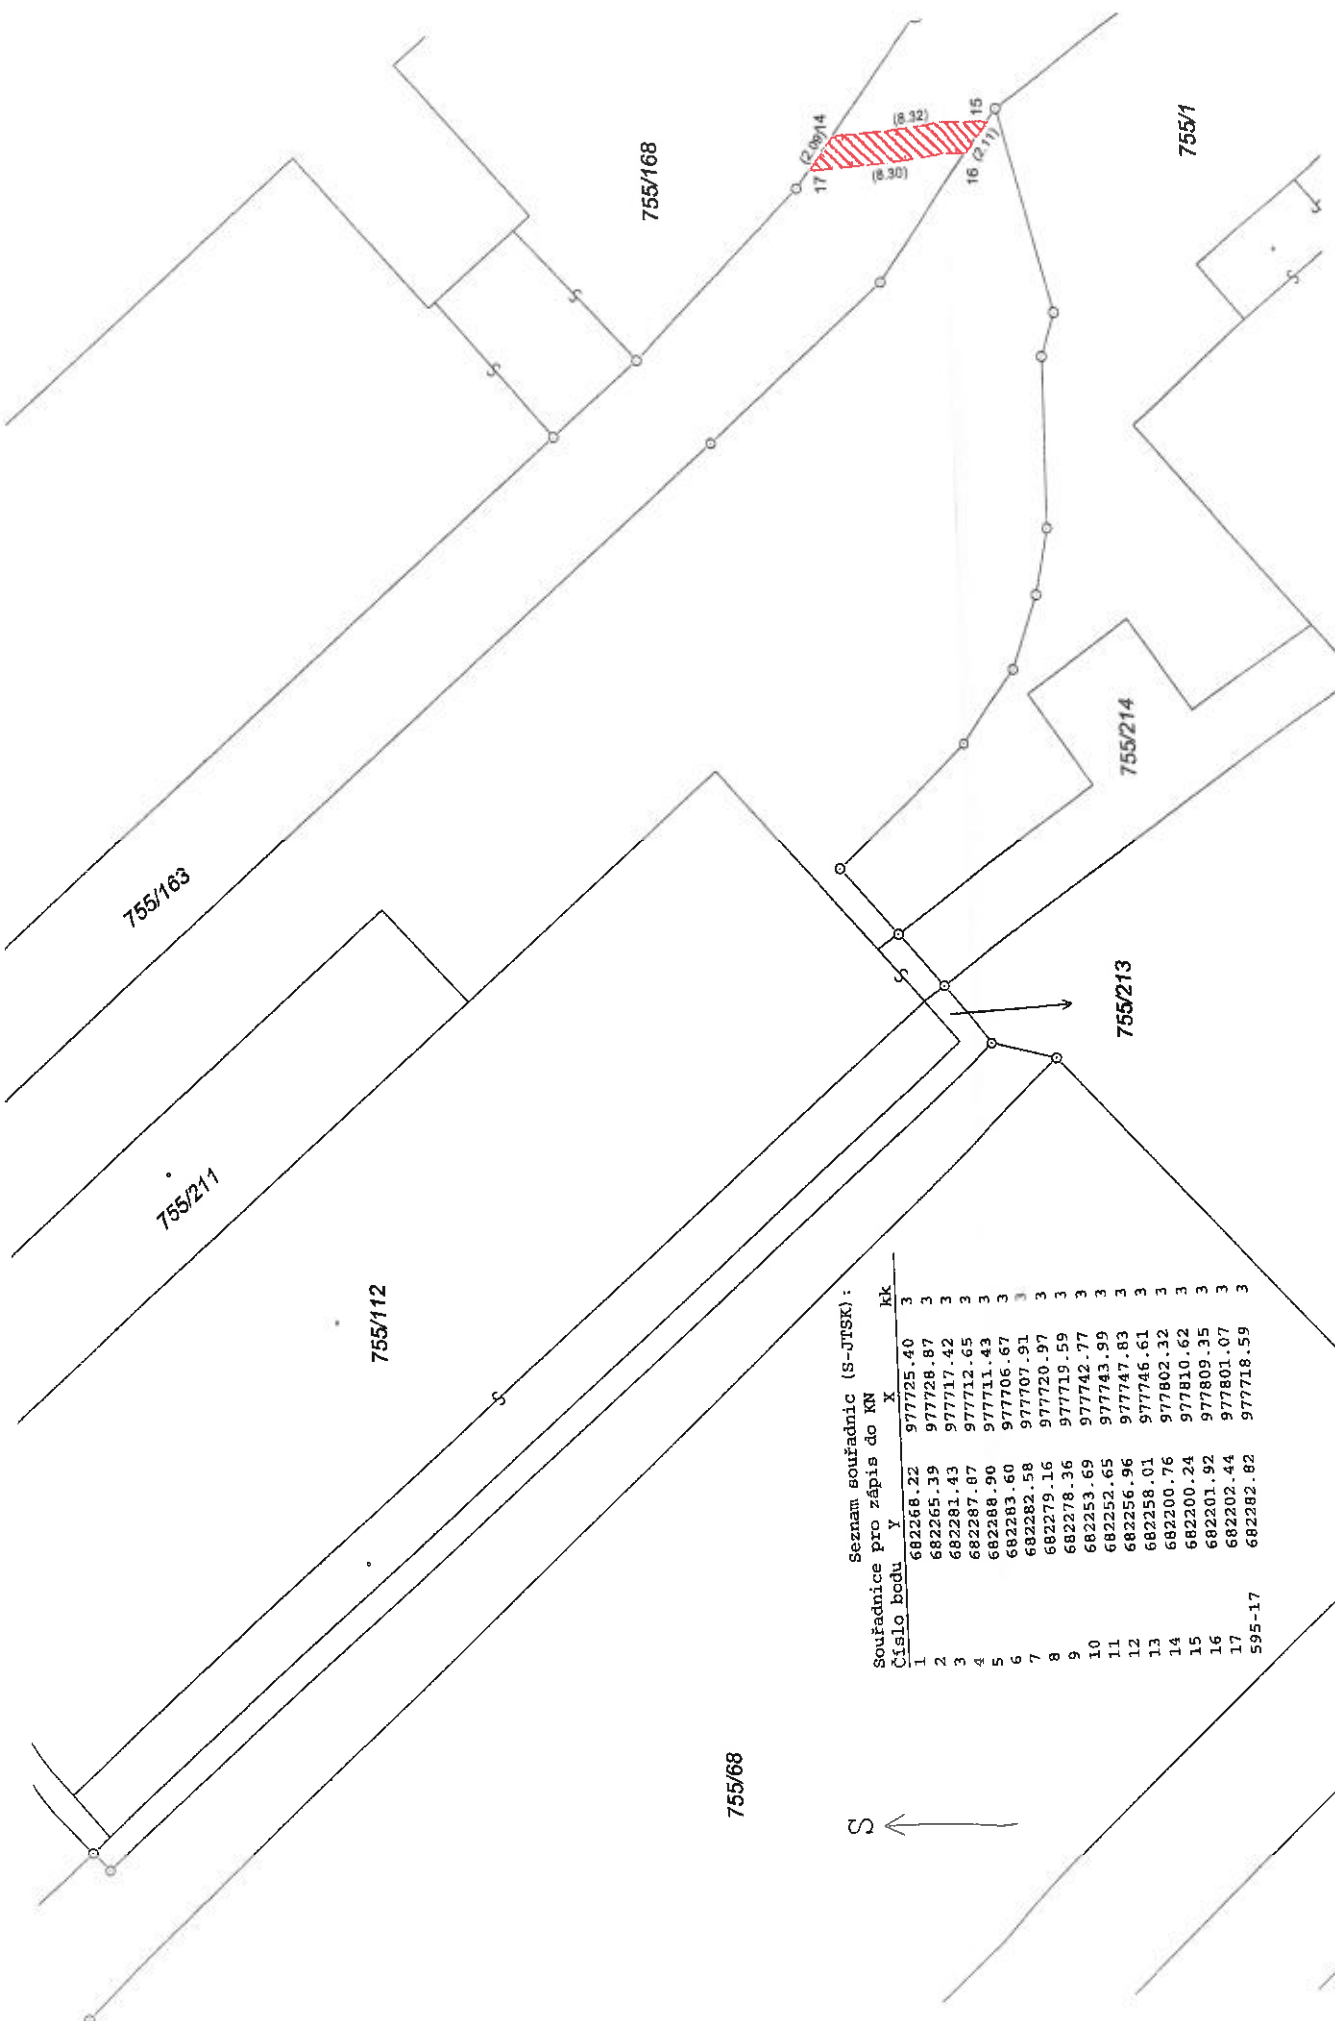 755/168
755/1
17
(2.09)
14
(8.32)
(8.30)
15
16
(2.11)
S
S
S
S
755/163
755/214
755/213
S
755/211
755/112
S
755/68
S
Seznam souřadnic (S-JTSK):
Souřadnice pro zápis do KN
Číslo bodu Y X kk
1 682268.22 977725.40 3
2 682265.39 977728.87 3
3 682281.43 977717.42 3
4 682287.87 977712.65 3
5 682288.90 977711.43 3
6 682283.60 977706.67 3
7 682282.58 977707.91 3
8 682279.16 977720.97 3
9 682278.36 977719.59 3
10 682253.69 977742.77 3
11 682252.65 977743.99 3
12 682256.96 977747.83 3
13 682258.01 977746.61 3
14 682200.76 977802.32 3
15 682200.24 977810.62 3
16 682201.92 977809.35 3
17 682202.44 977801.07 3
595-17 682282.82 977718.59 3